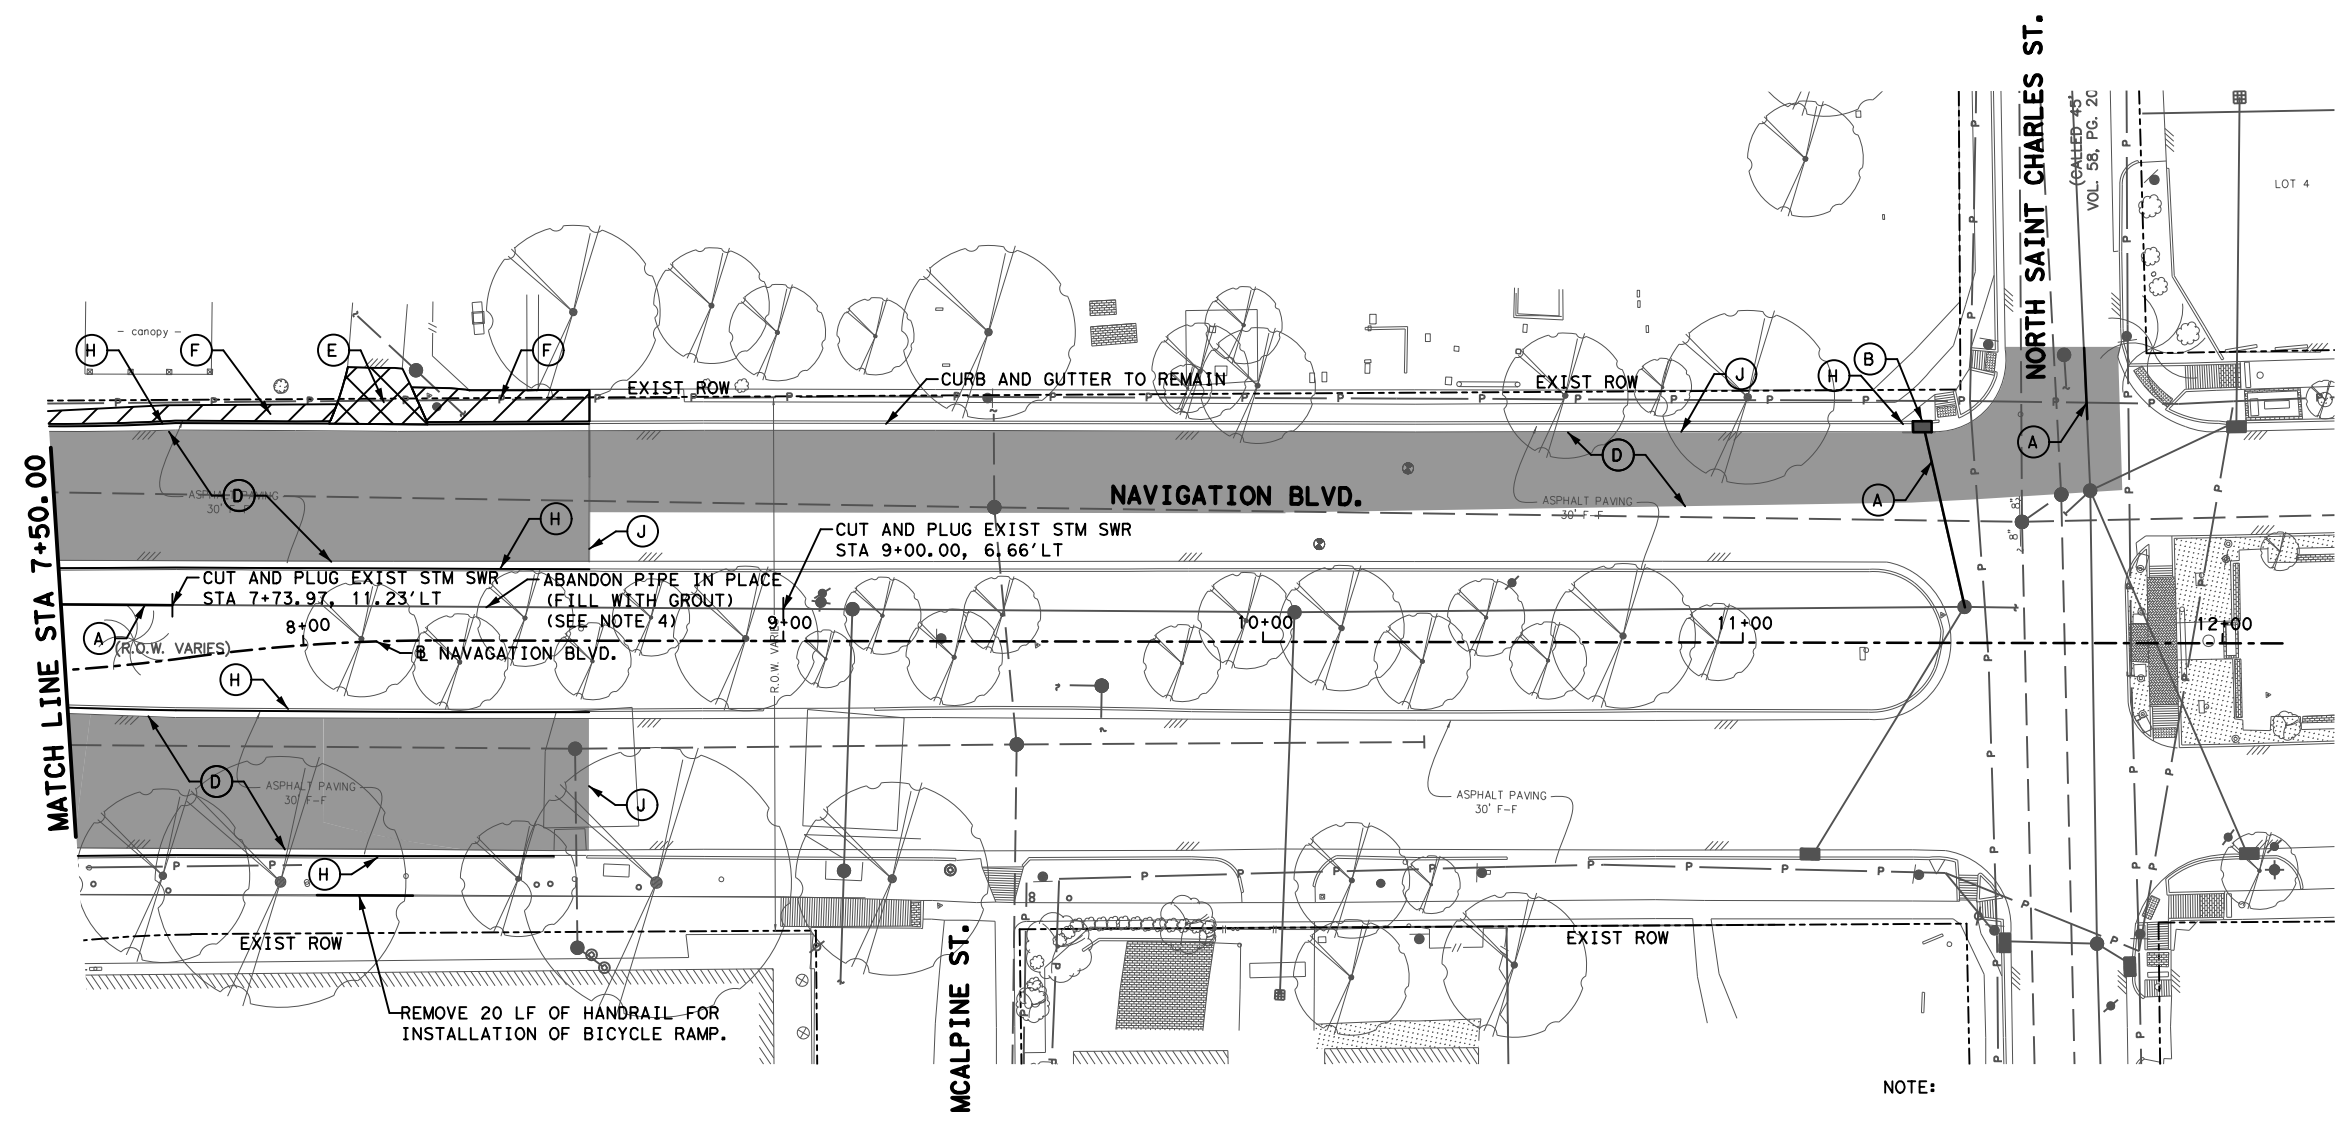 NORTH SAINT CHARLES ST.
(CALLED 45'
VOL. 58, PG. 20
LOT 4
- canopy -
H
F
E
F
EXIST ROW
CURB AND GUTTER TO REMAIN
EXIST ROW
J
H
B
A
D
A
NAVIGATION BLVD.
ASPHALT PAVING
30' F-F
D
ASPHALT PAVING
30' F-F
H
J
CUT AND PLUG EXIST STM SWR
STA 9+00.00, 6.66'LT
8"
8"
MATCH LINE STA 7+50.00
CUT AND PLUG EXIST STM SWR
STA 7+73.97, 11.23'LT
ABANDON PIPE IN PLACE
(FILL WITH GROUT)
(SEE NOTE 4)
A
(R.O.W. VARIES)
8+00
9+00
10+00
11+00
12+00
B NAVAGATION BLVD.
R.O.W. VARIES
H
D
ASPHALT PAVING
30' F-F
J
ASPHALT PAVING
30' F-F
H
EXIST ROW
EXIST ROW
REMOVE 20 LF OF HANDRAIL FOR
INSTALLATION OF BICYCLE RAMP.
MCALPINE ST.
NOTE: